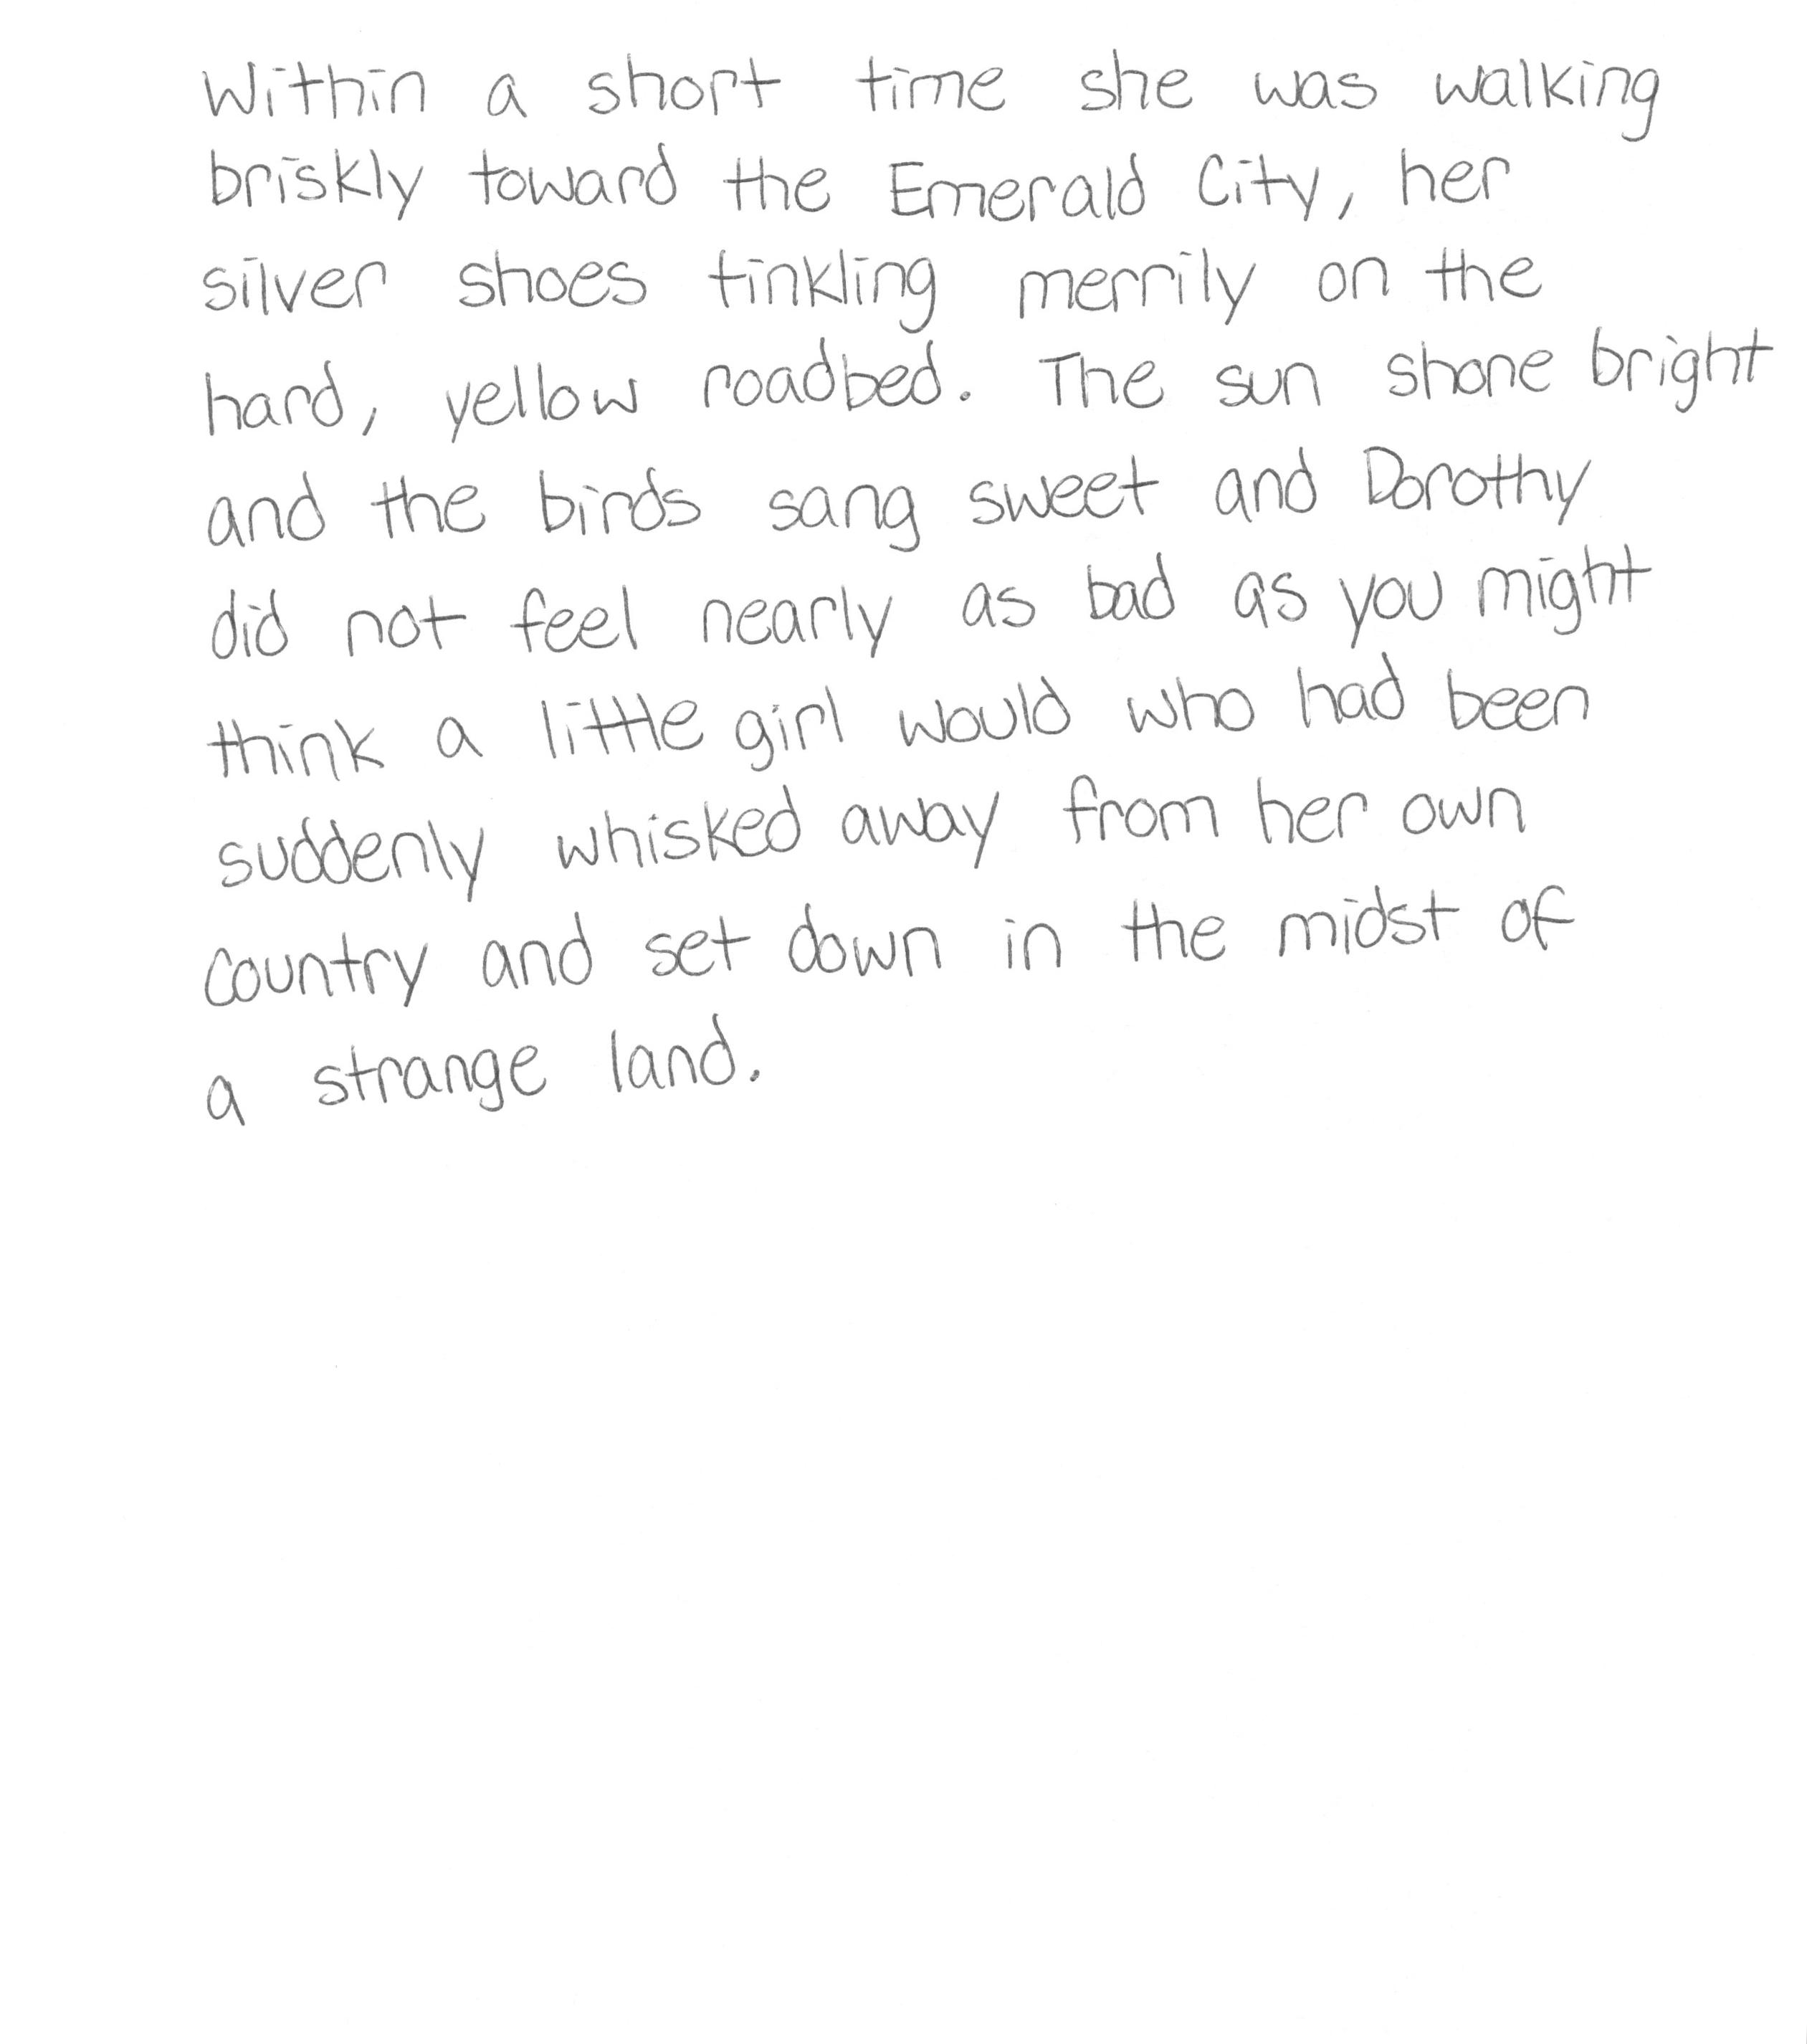 Within a short time she was walking
briskly toward the Emerald City, her
silver shoes tinkling merrily on the
hard, yellow roadbed. The sun shone bright
and the birds sang sweet and Dorothy
did not feel nearly as bad as you might
think a little girl would who had been
suddenly whisked away from her own
country and set down in the midst of
a strange land.